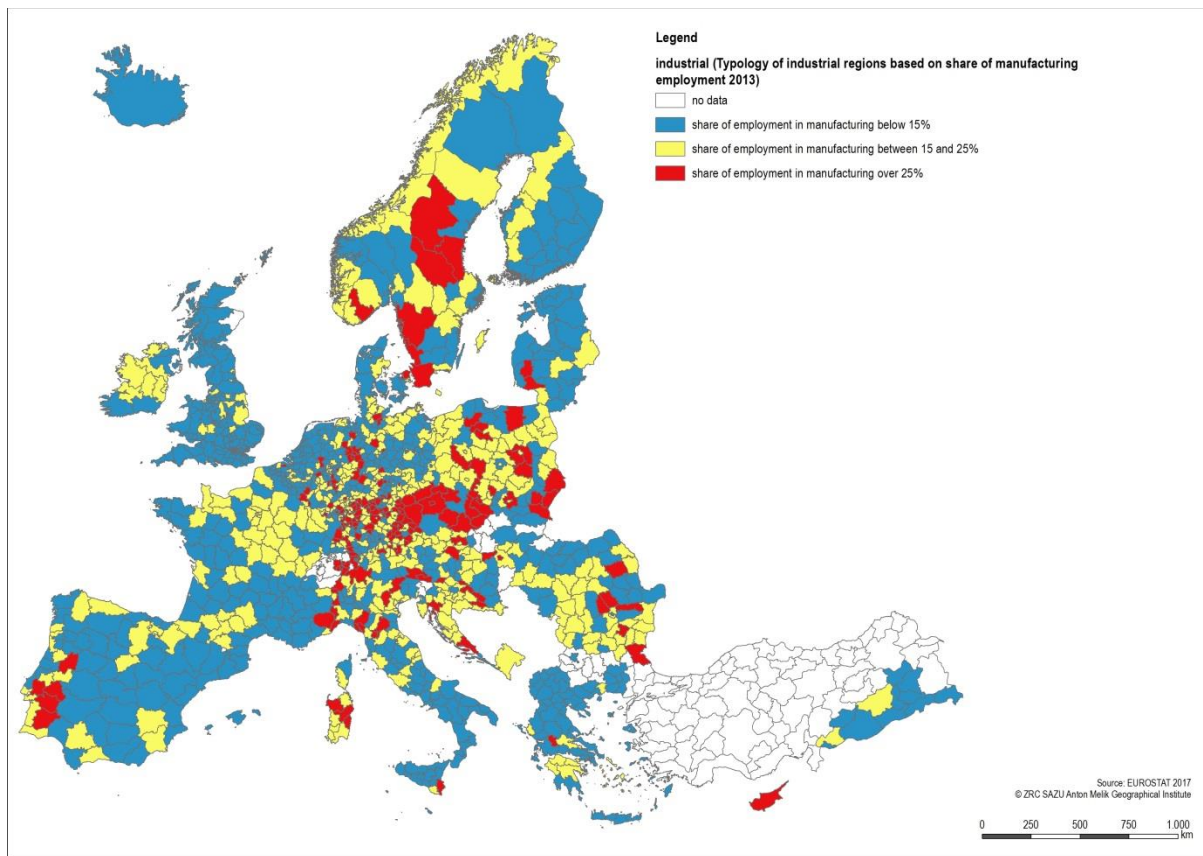 Legend
industrial (Typology of industrial regions based on share of manufacturing
employment 2013)
no data
share of employment in manufacturing below 15%
share of employment in manufacturing between 15 and 25%
share of employment in manufacturing over 25%
Source: EUROSTAT 2017
© ZRC SAZU Anton Melik Geographical Institute
0 250 500 750 1.000
km